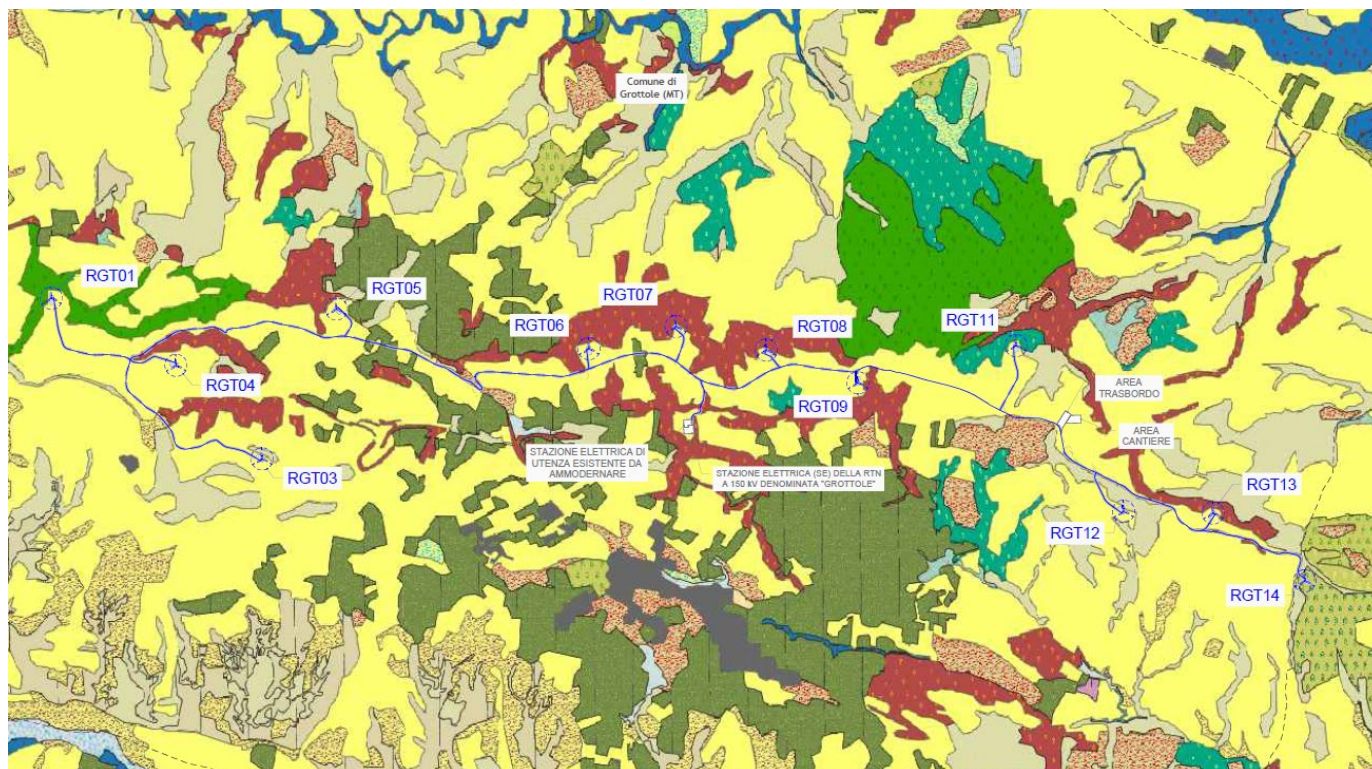 Comune di
Grottole (MT)
RGT01
RGT05
RGT07
RGT06
RGT08
RGT11
RGT04
RGT09
AREA
TRASBORDO
AREA
CANTIERE
STAZIONE ELETTRICA DI
UTENZA ESISTENTE DA
AMMODERNARE
STAZIONE ELETTRICA (SE) DELLA RTN
A 150 kV DENOMINATA "GROTTOLE"
RGT03
RGT13
RGT12
RGT14